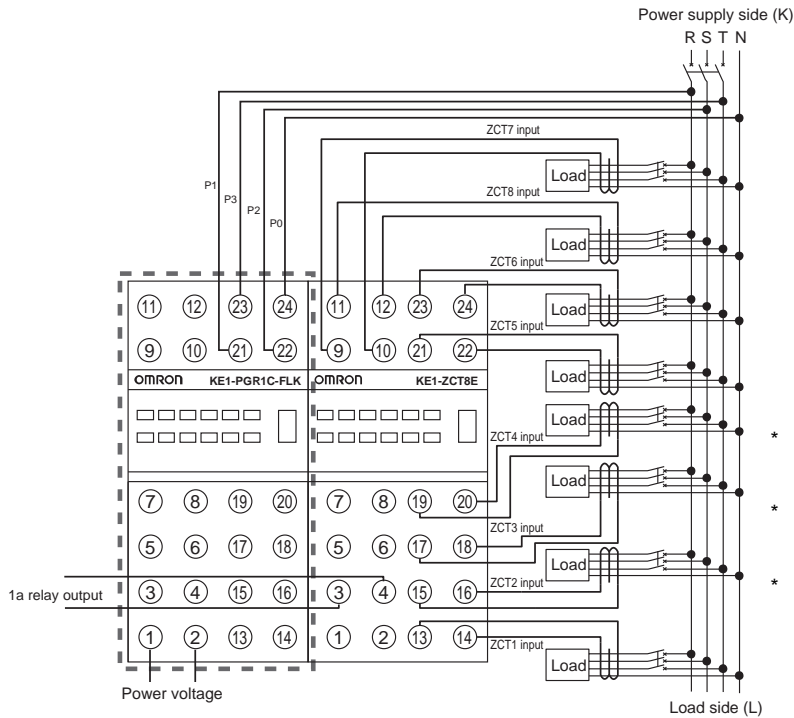 Power supply side (K)
R S T N
ZCT7 input
Load
P1
P3
P2
P0
ZCT8 input
Load
ZCT6 input
Load
ZCT5 input
Load
11 12 23 24 11 12 23 24
9 10 21 22 9 10 21 22
OMRON KE1-PGR1C-FLK OMRON KE1-ZCT8E
ZCT4 input
Load
*
7 8 19 20 7 8 19 20
Load
*
ZCT3 input
5 6 17 18 5 6 17 18
Load
*
ZCT2 input
1a relay output
3 4 15 16 3 4 15 16
1 2 13 14 1 2 13 14
ZCT1 input
Load
Power voltage
Load side (L)